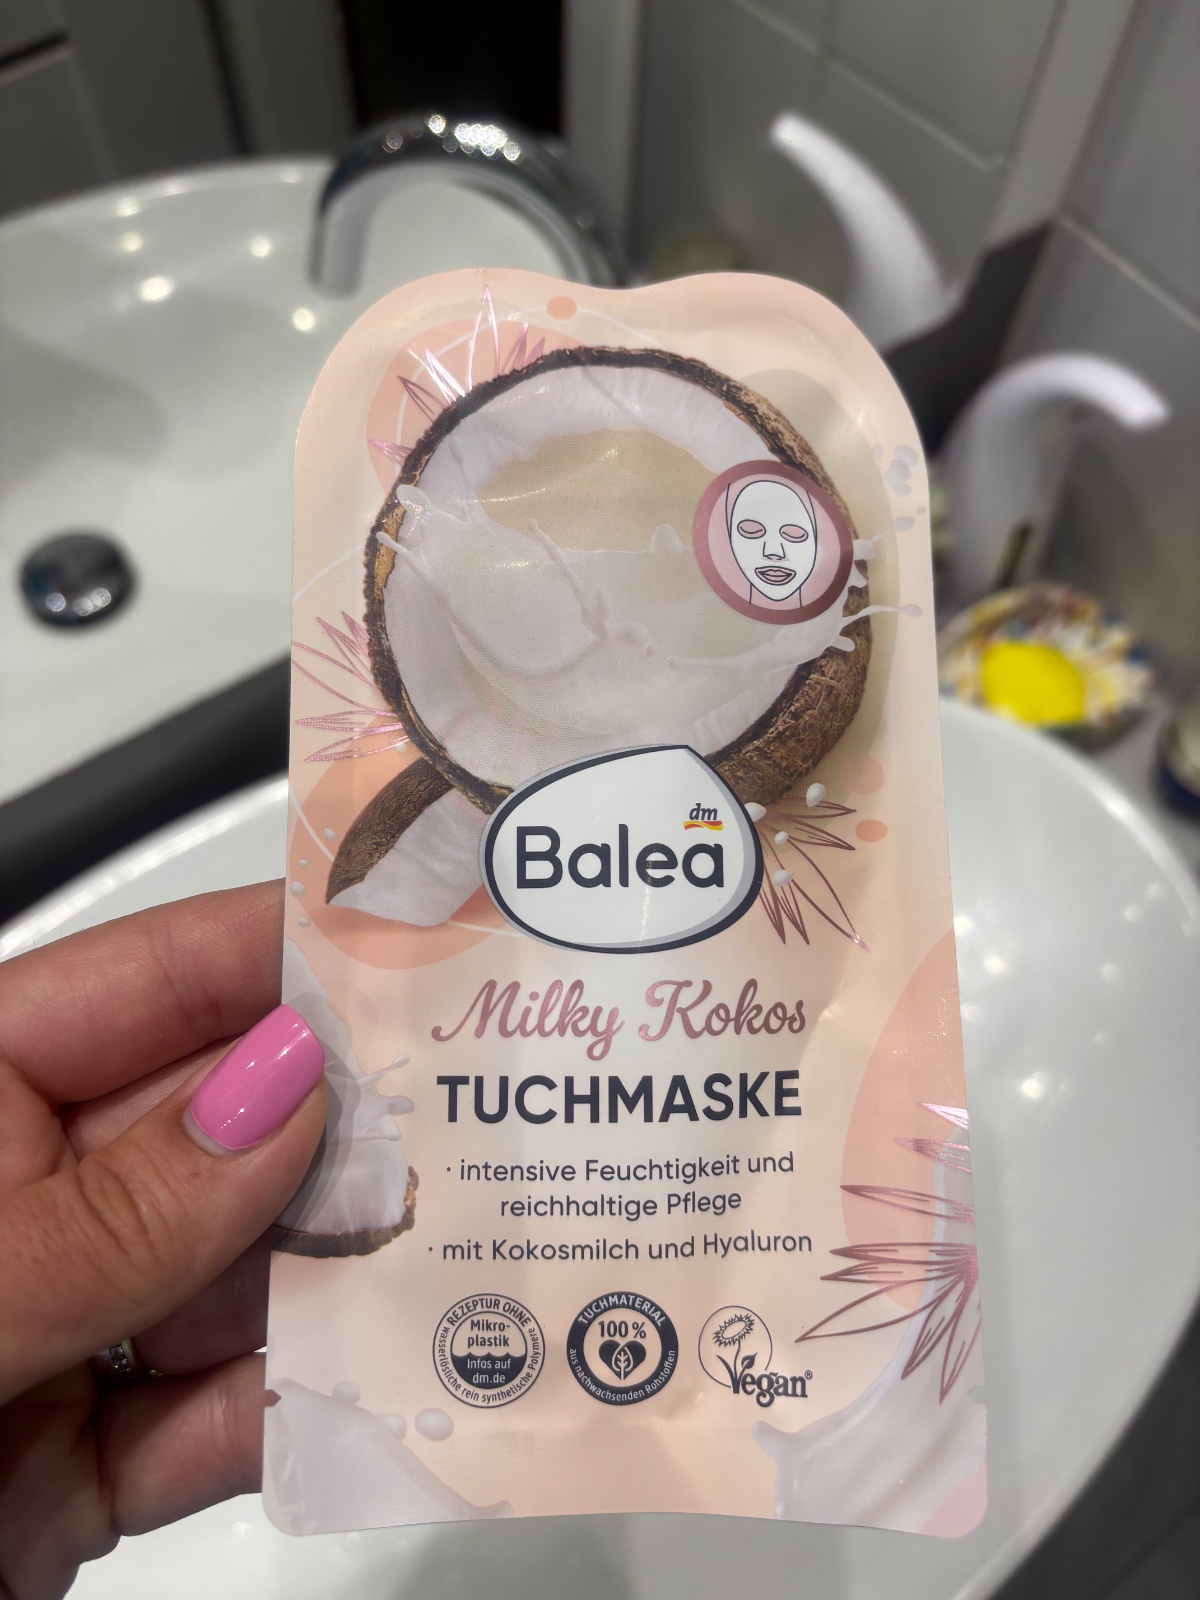 dm
Balea
Milky Kokos
TUCHMASKE
· intensive Feuchtigkeit und
reichhaltige Pflege
· mit Kokosmilch und Hyaluron
REZEPTUR OHNE
Mikro-
plastik
Infos auf
dm.de
wasserlösliche rein synthetische Polymere
TUCHMATERIAL
100 %
aus nachwachsenden Rohstoffen
Vegan®